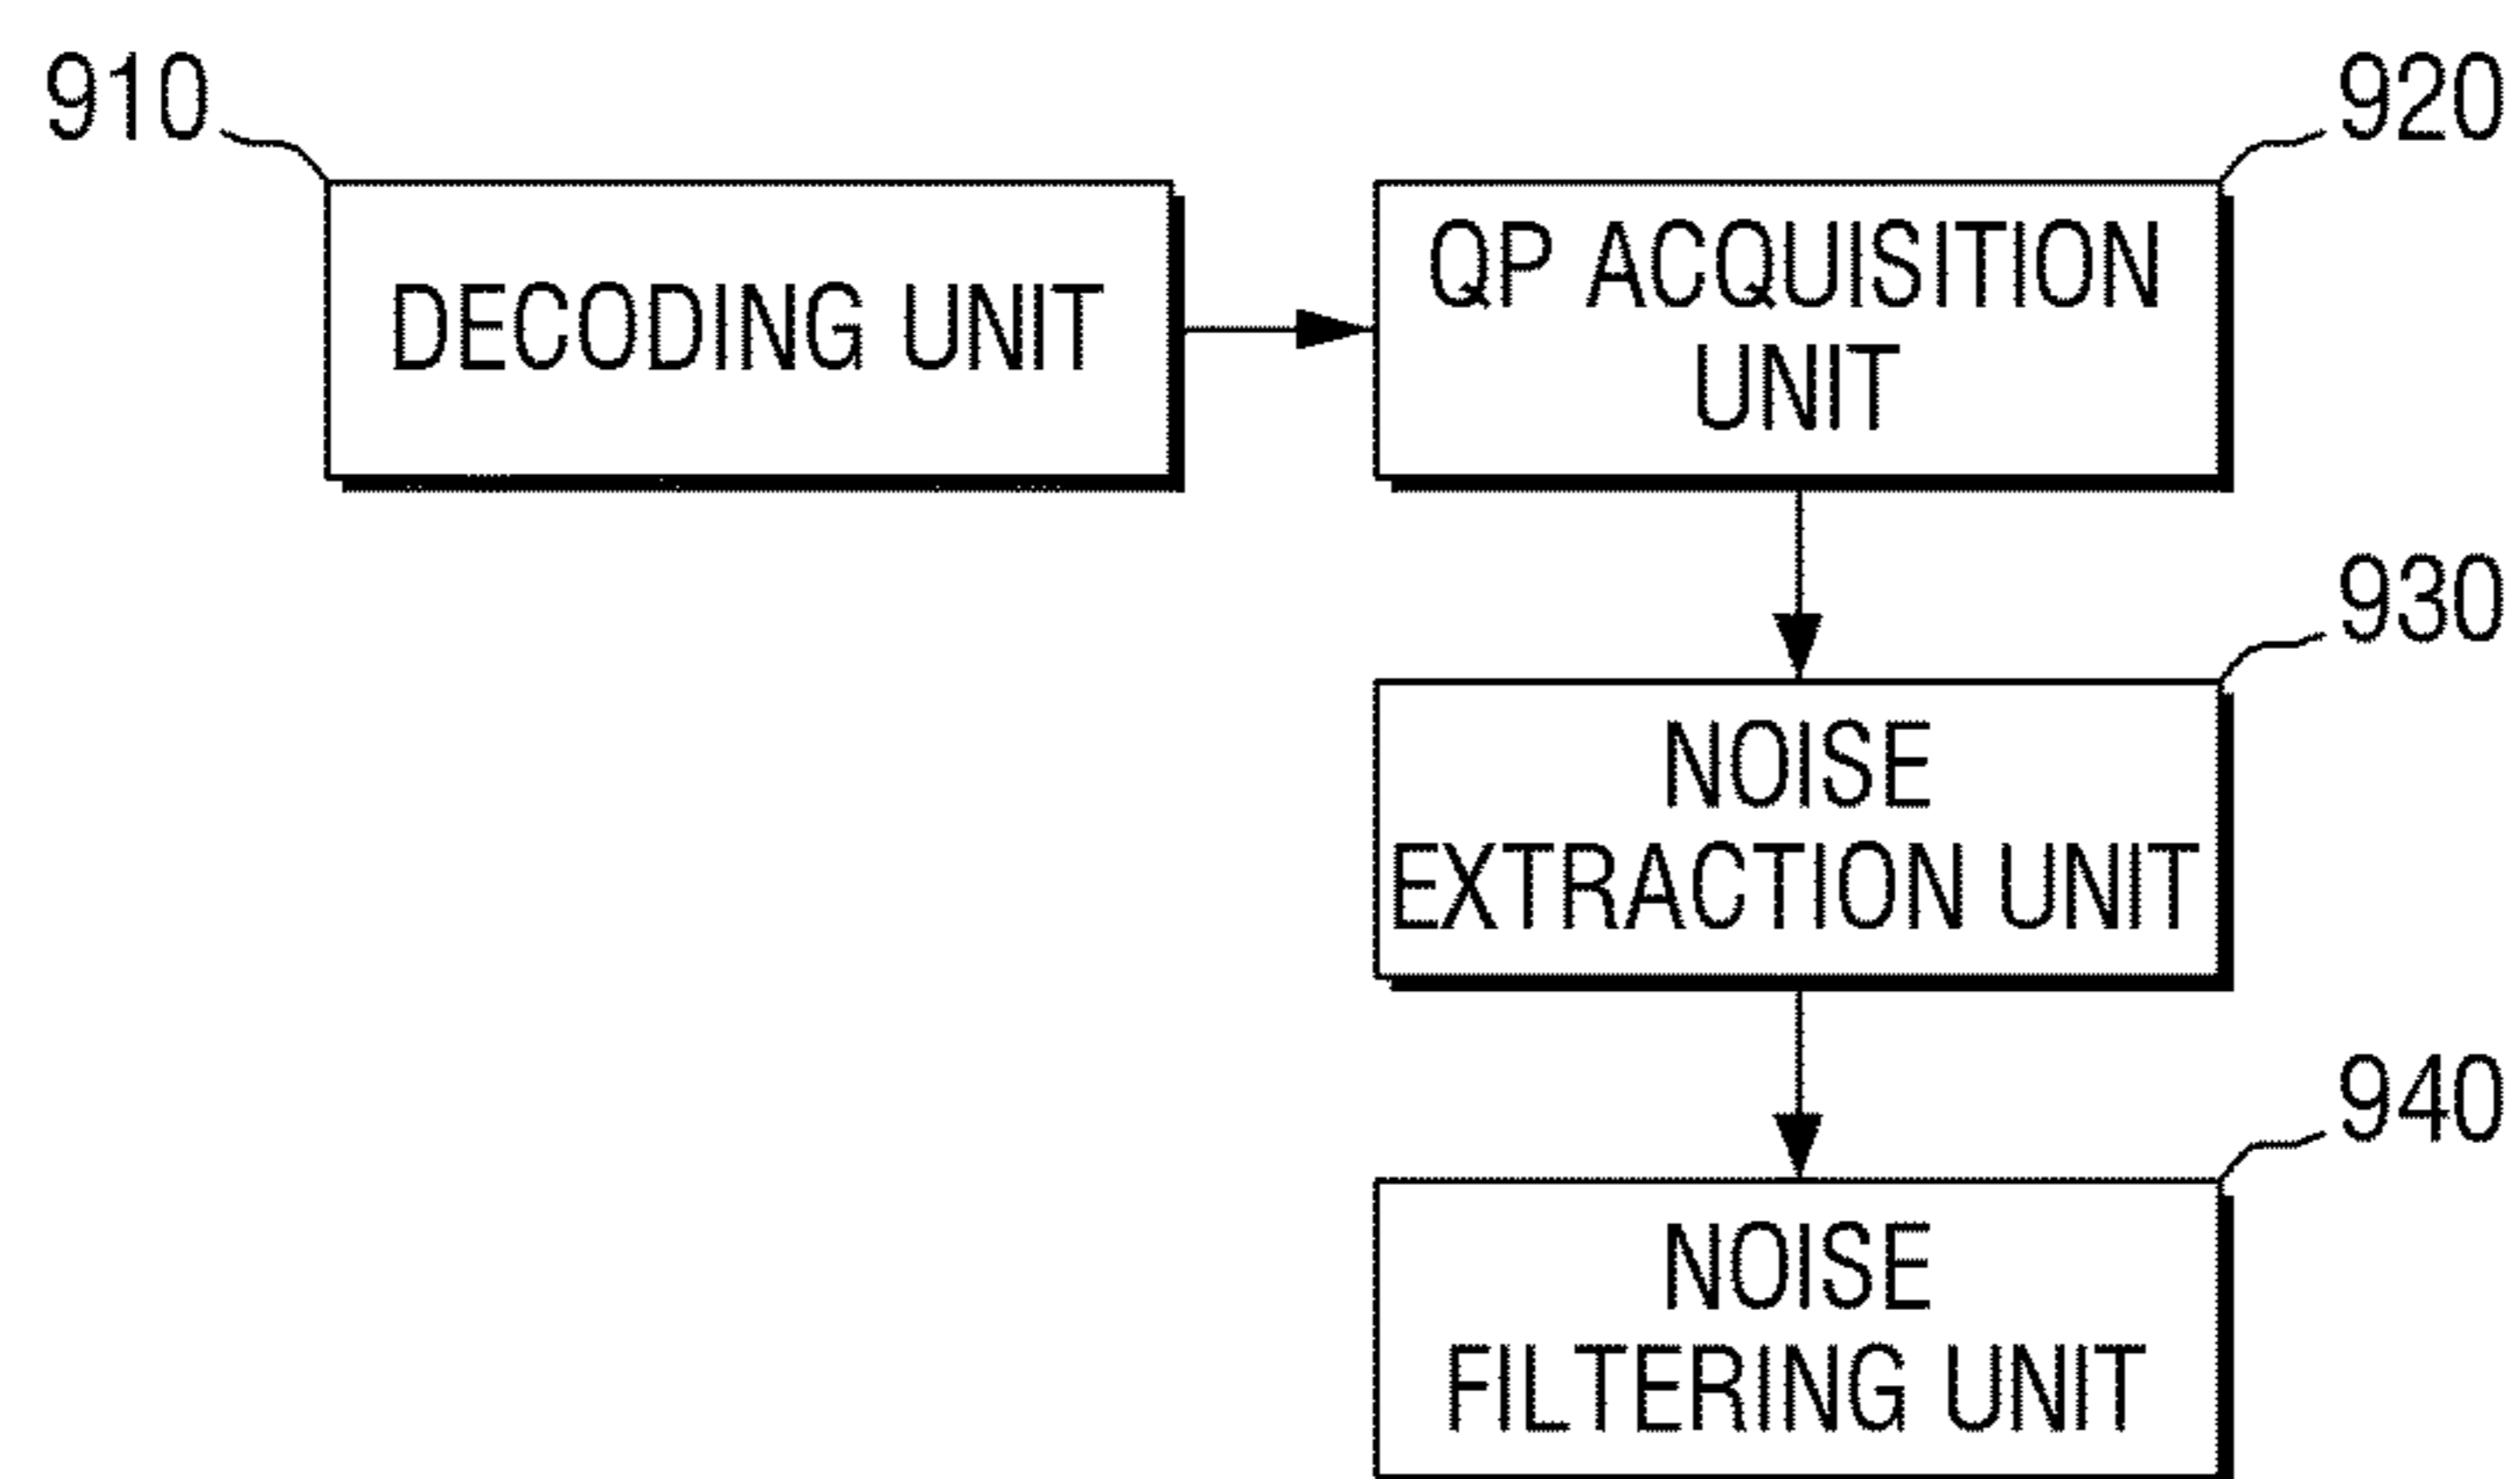 910
920
DECODING UNIT
QP ACQUISITION
UNIT
930
NOISE
EXTRACTION UNIT
940
NOISE
FILTERING UNIT